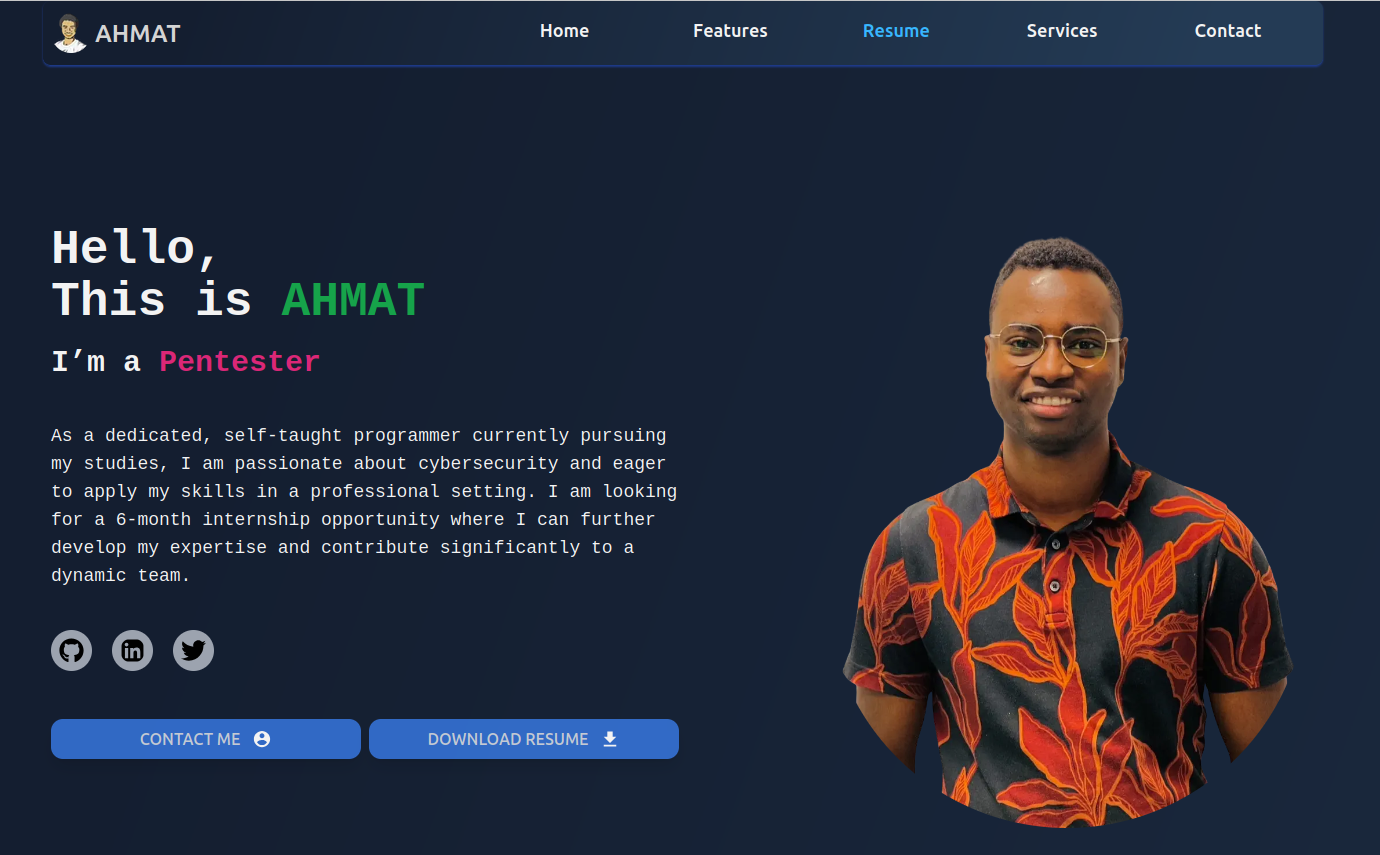 AHMAT
Home
Features
Resume
Services
Contact
Hello,
This is AHMAT
I’m a Pentester
As a dedicated, self-taught programmer currently pursuing
my studies, I am passionate about cybersecurity and eager
to apply my skills in a professional setting. I am looking
for a 6-month internship opportunity where I can further
develop my expertise and contribute significantly to a
dynamic team.
in
CONTACT ME
DOWNLOAD RESUME